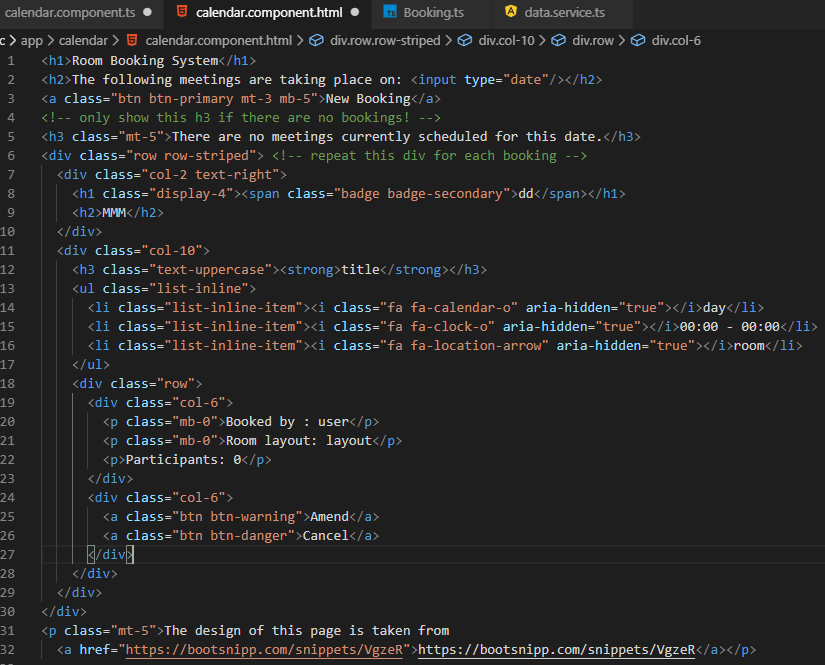 calendar.component.ts ● calendar.component.html ● Booking.ts data.service.ts
c > app > calendar > calendar.component.html > div.row.row-striped > div.col-10 > div.row > div.col-6
1 <h1>Room Booking System</h1>
2 <h2>The following meetings are taking place on: <input type="date"/></h2>
3 <a class="btn btn-primary mt-3 mb-5">New Booking</a>
4 <!-- only show this h3 if there are no bookings! -->
5 <h3 class="mt-5">There are no meetings currently scheduled for this date.</h3>
6 <div class="row row-striped"> <!-- repeat this div for each booking -->
7 <div class="col-2 text-right">
8 <h1 class="display-4"><span class="badge badge-secondary">dd</span></h1>
9 <h2>MMM</h2>
10 </div>
11 <div class="col-10">
12 <h3 class="text-uppercase"><strong>title</strong></h3>
13 <ul class="list-inline">
14 <li class="list-inline-item"><i class="fa fa-calendar-o" aria-hidden="true"></i>day</li>
15 <li class="list-inline-item"><i class="fa fa-clock-o" aria-hidden="true"></i>00:00 - 00:00</li>
16 <li class="list-inline-item"><i class="fa fa-location-arrow" aria-hidden="true"></i>room</li>
17 </ul>
18 <div class="row">
19 <div class="col-6">
20 <p class="mb-0">Booked by : user</p>
21 <p class="mb-0">Room layout: layout</p>
22 <p>Participants: 0</p>
23 </div>
24 <div class="col-6">
25 <a class="btn btn-warning">Amend</a>
26 <a class="btn btn-danger">Cancel</a>
27 </div>
28 </div>
29 </div>
30 </div>
31 <p class="mt-5">The design of this page is taken from
32 <a href="https://bootsnipp.com/snippets/VgzeR">https://bootsnipp.com/snippets/VgzeR</a></p>